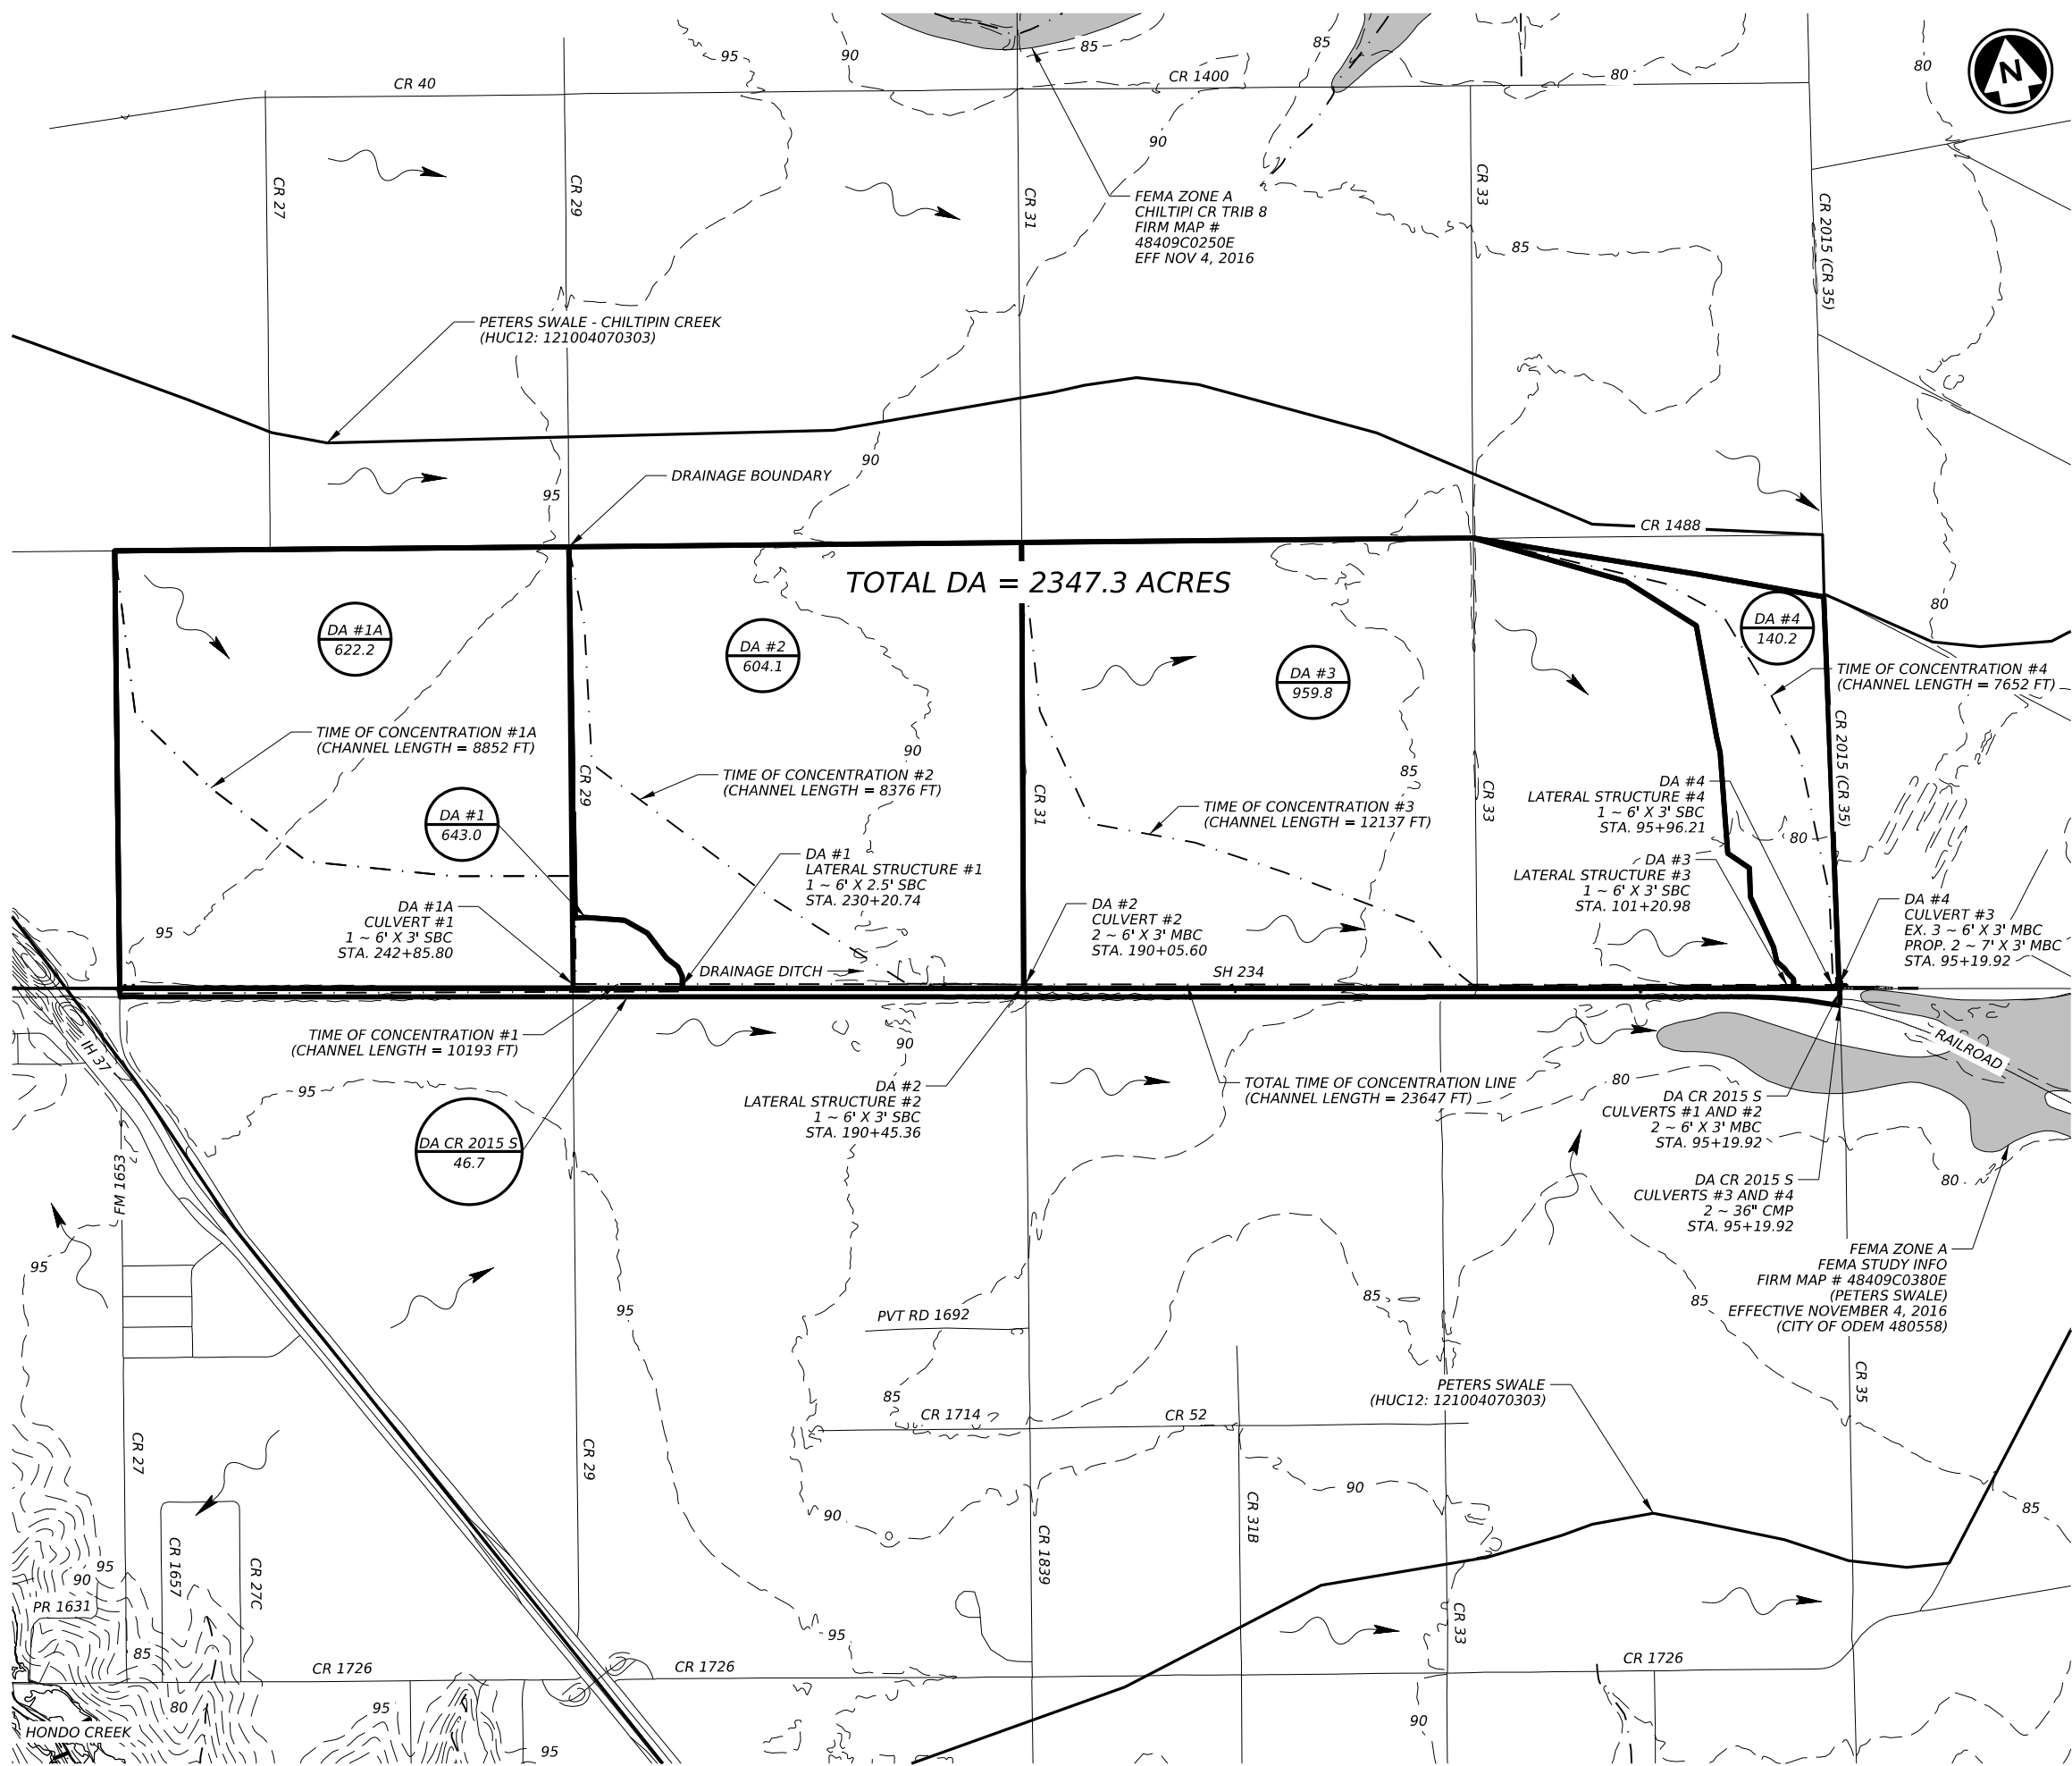 95
90
85
85
80
80
N
CR 40
CR 1400
90
CR 27
CR 29
CR 31
CR 33
CR 2015 (CR 35)
FEMA ZONE A
CHILTIPI CR TRIB 8
FIRM MAP #
48409C0250E
EFF NOV 4, 2016
85
PETERS SWALE - CHILTIPIN CREEK
(HUC12: 121004070303)
90
DRAINAGE BOUNDARY
95
CR 1488
TOTAL DA = 2347.3 ACRES
80
DA #1A
622.2
DA #2
604.1
DA #3
959.8
DA #4
140.2
TIME OF CONCENTRATION #4
(CHANNEL LENGTH = 7652 FT)
TIME OF CONCENTRATION #1A
(CHANNEL LENGTH = 8852 FT)
90
CR 29
TIME OF CONCENTRATION #2
(CHANNEL LENGTH = 8376 FT)
CR 31
85
CR 33
CR 2015 (CR 35)
TIME OF CONCENTRATION #3
(CHANNEL LENGTH = 12137 FT)
DA #4
LATERAL STRUCTURE #4
1 ~ 6' X 3' SBC
STA. 95+96.21
80
DA #1
643.0
DA #1
LATERAL STRUCTURE #1
1 ~ 6' X 2.5' SBC
STA. 230+20.74
DA #3
LATERAL STRUCTURE #3
1 ~ 6' X 3' SBC
STA. 101+20.98
95
DA #1A
CULVERT #1
1 ~ 6' X 3' SBC
STA. 242+85.80
DA #2
CULVERT #2
2 ~ 6' X 3' MBC
STA. 190+05.60
DA #4
CULVERT #3
EX. 3 ~ 6' X 3' MBC
PROP. 2 ~ 7' X 3' MBC
STA. 95+19.92
DRAINAGE DITCH
SH 234
IH 37
TIME OF CONCENTRATION #1
(CHANNEL LENGTH = 10193 FT)
90
RAILROAD
95
DA #2
LATERAL STRUCTURE #2
1 ~ 6' X 3' SBC
STA. 190+45.36
TOTAL TIME OF CONCENTRATION LINE
(CHANNEL LENGTH = 23647 FT)
80
DA CR 2015 S
CULVERTS #1 AND #2
2 ~ 6' X 3' MBC
STA. 95+19.92
DA CR 2015 S
46.7
FM 1653
80
DA CR 2015 S
CULVERTS #3 AND #4
2 ~ 36" CMP
STA. 95+19.92
FEMA ZONE A
FEMA STUDY INFO
FIRM MAP # 48409C0380E
(PETERS SWALE)
EFFECTIVE NOVEMBER 4, 2016
(CITY OF ODEM 480558)
95
95
85
85
PVT RD 1692
CR 35
PETERS SWALE
(HUC12: 121004070303)
85
CR 1714
CR 52
CR 27
CR 29
90
90
85
CR 31B
CR 1839
95
90
CR 1657
CR 27C
PR 1631
85
95
CR 33
CR 1726
CR 1726
CR 1726
80
95
95
90
HONDO CREEK